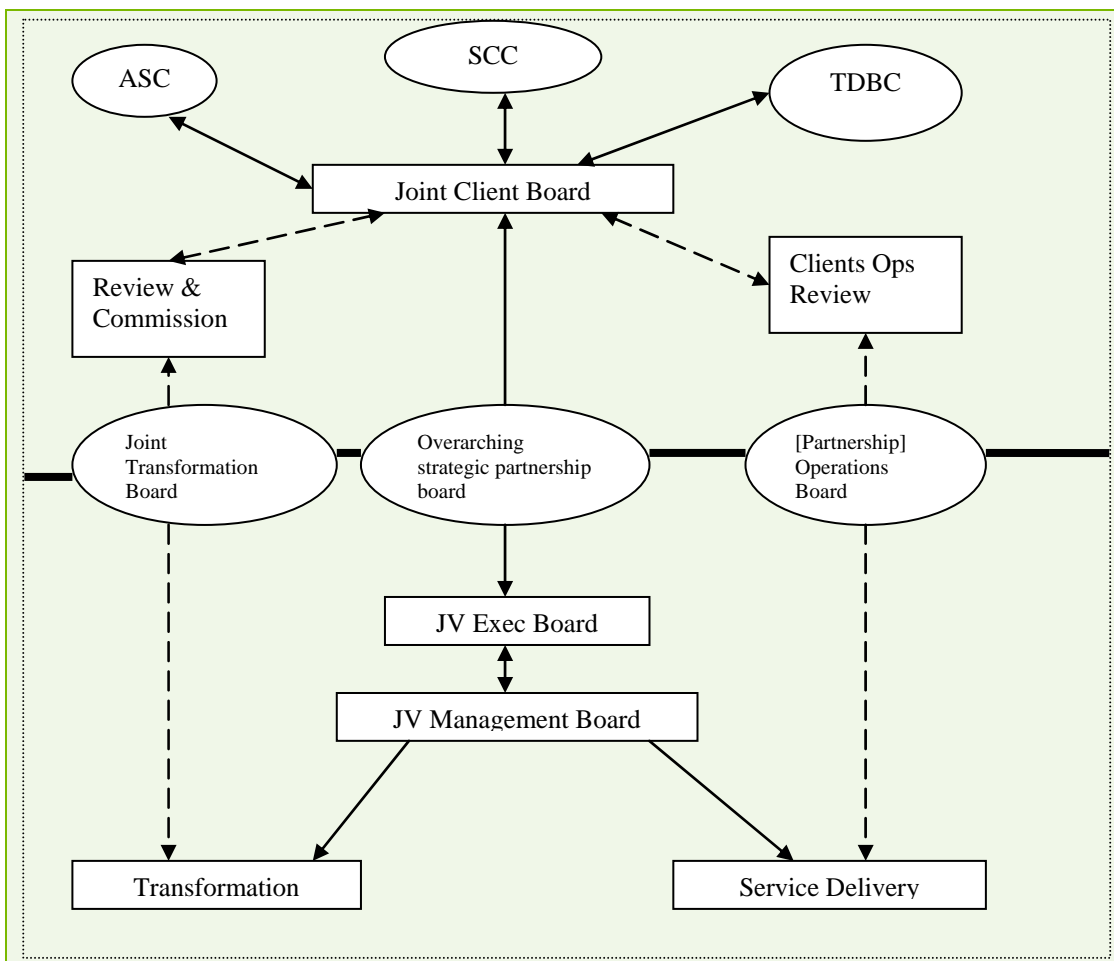 ASC
SCC
TDBC
Joint Client Board
Review &
Commission
Clients Ops
Review
Joint
Transformation
Board
Overarching
strategic partnership
board
[Partnership]
Operations
Board
JV Exec Board
JV Management Board
Transformation
Service Delivery